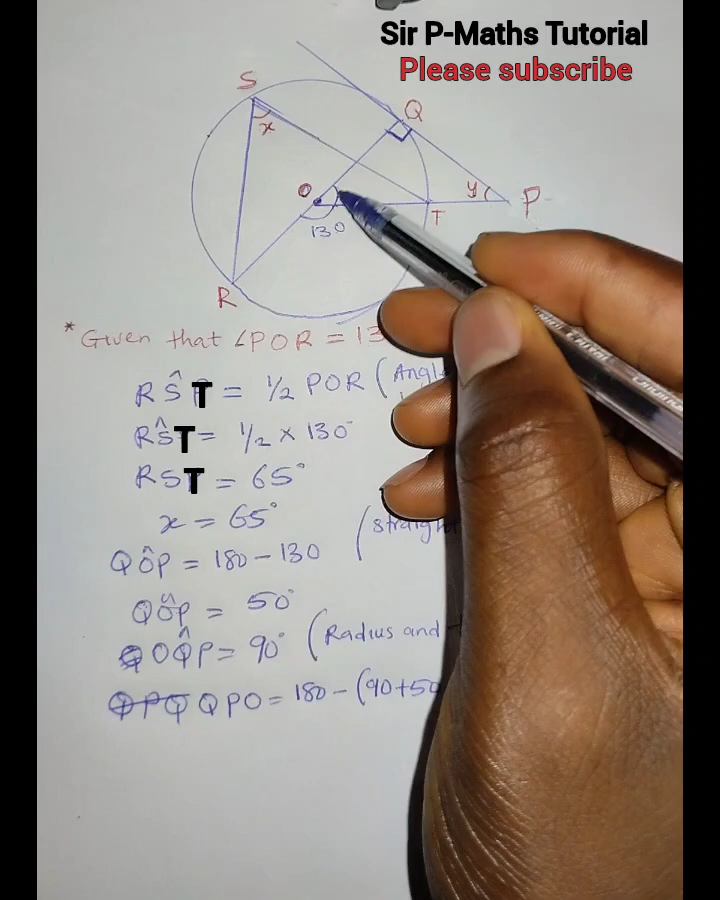 Sir P-Maths Tutorial
Please subscribe
S
Q
x
O
y
P
T
130
R
* Given that ∠POR = 13
RŜT = 1/2 POR (Angle
RŜT = 1/2 × 130°
RST = 65°
x = 65°
(straight
QÔP = 180 - 130
QÔP = 50°
OQ̂P = 90° (Radius and
QPO = 180 - (90+50